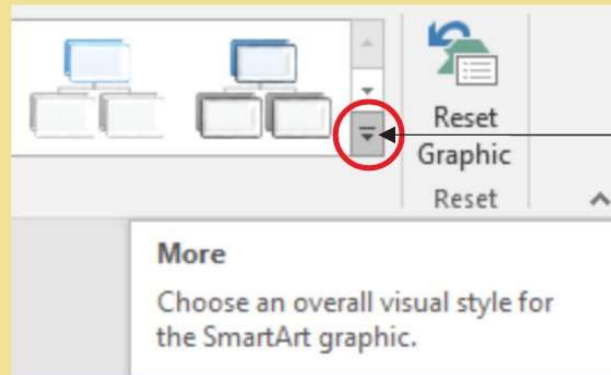 Reset
Graphic
Reset
More
Choose an overall visual style for
the SmartArt graphic.